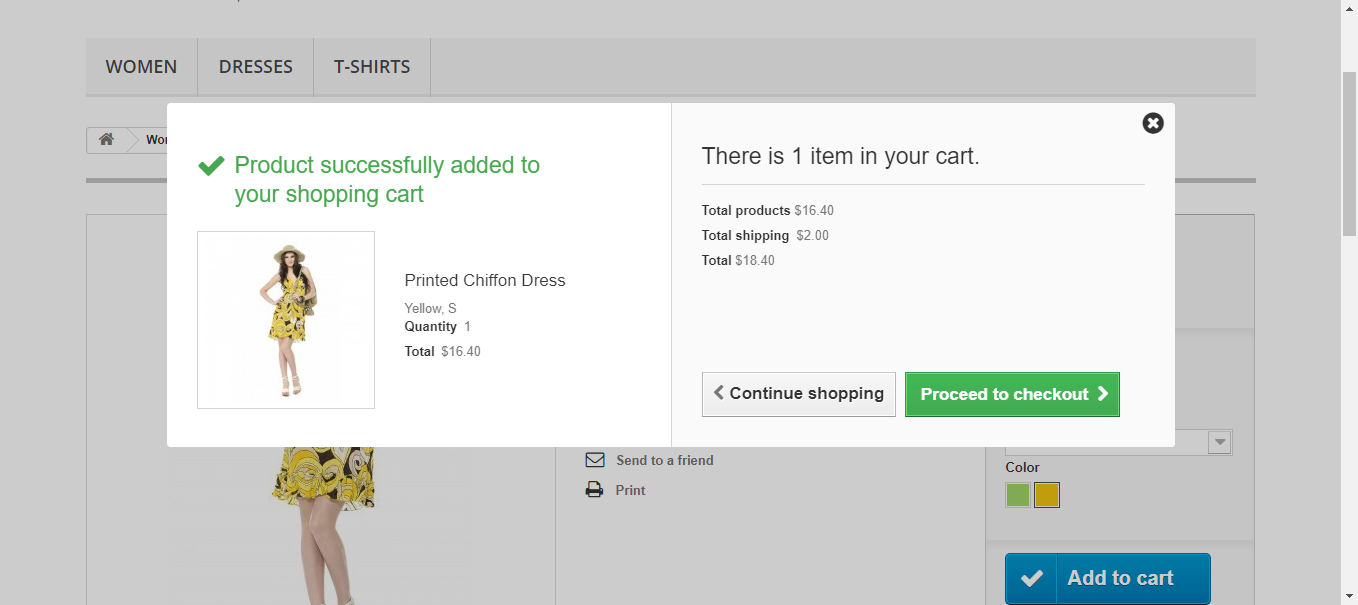 WOMEN
DRESSES
T-SHIRTS
Product successfully added to
your shopping cart
Printed Chiffon Dress
Yellow, S
Quantity 1
Total $16.40
There is 1 item in your cart.
Total products $16.40
Total shipping $2.00
Total $18.40
Continue shopping
Proceed to checkout
Send to a friend
Print
Color
Add to cart